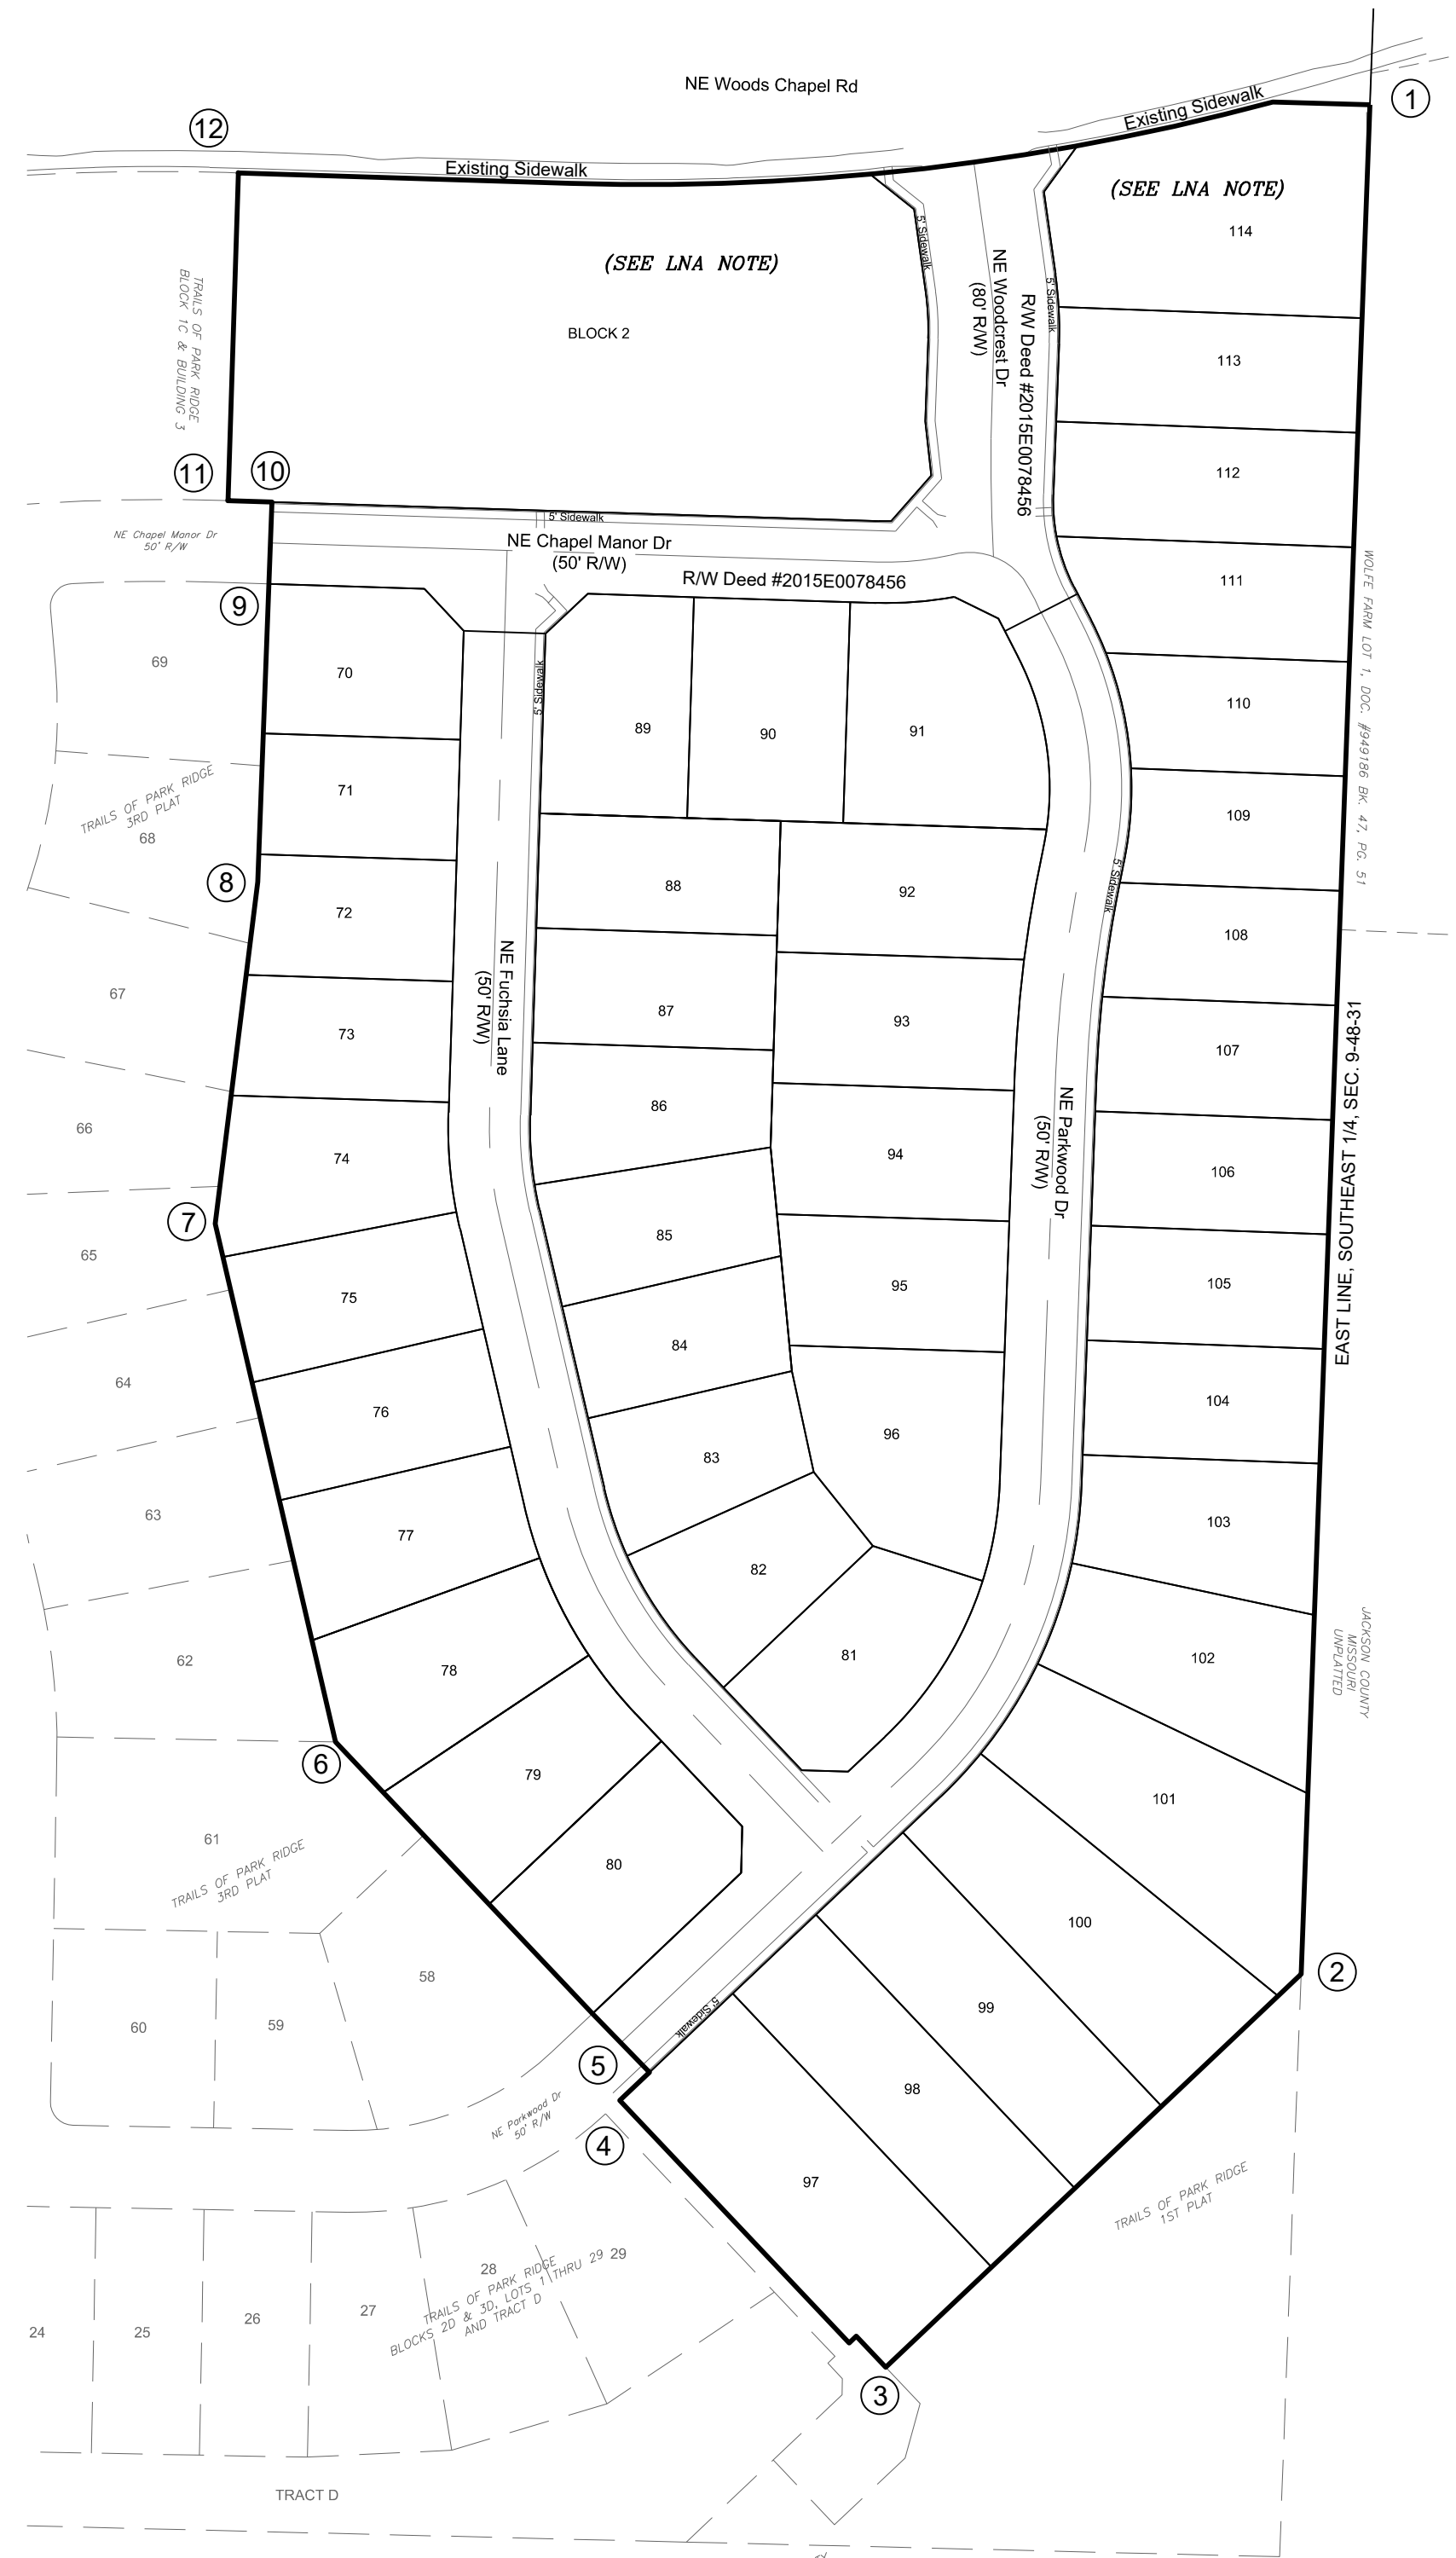 NE Woods Chapel Rd
1
12
Existing Sidewalk
Existing Sidewalk
(SEE LNA NOTE)
114
(SEE LNA NOTE)
BLOCK 2
5' Sidewalk
NE Woodcrest Dr
(80' R/W)
R/W Deed #2015E0078456
5' Sidewalk
TRAILS OF PARK RIDGE
BLOCK 1C & BUILDING 3
113
11
10
112
NE Chapel Manor Dr
50' R/W
5' Sidewalk
NE Chapel Manor Dr
(50' R/W)
R/W Deed #2015E0078456
111
WOLFE FARM LOT 1, DOC. #949186 BK. 47, PG. 51
9
69
70
5' Sidewalk
89
90
91
110
71
TRAILS OF PARK RIDGE
3RD PLAT
68
109
8
72
88
92
5' Sidewalk
108
67
73
NE Fuchsia Lane
(50' R/W)
87
93
107
EAST LINE, SOUTHEAST 1/4, SEC. 9-48-31
66
74
86
94
NE Parkwood Dr
(50' R/W)
106
7
65
75
85
95
105
64
76
84
96
104
63
77
83
103
62
78
82
81
102
JACKSON COUNTY
MISSOURI
UNPLATTED
6
79
101
61
TRAILS OF PARK RIDGE
3RD PLAT
80
100
58
2
60
59
99
5' Sidewalk
5
98
NE Parkwood Dr
50' R/W
4
97
TRAILS OF PARK RIDGE
1ST PLAT
28
29
TRAILS OF PARK RIDGE
BLOCKS 2D & 3D, LOTS 1 THRU 29
AND TRACT D
24
25
26
27
3
TRACT D